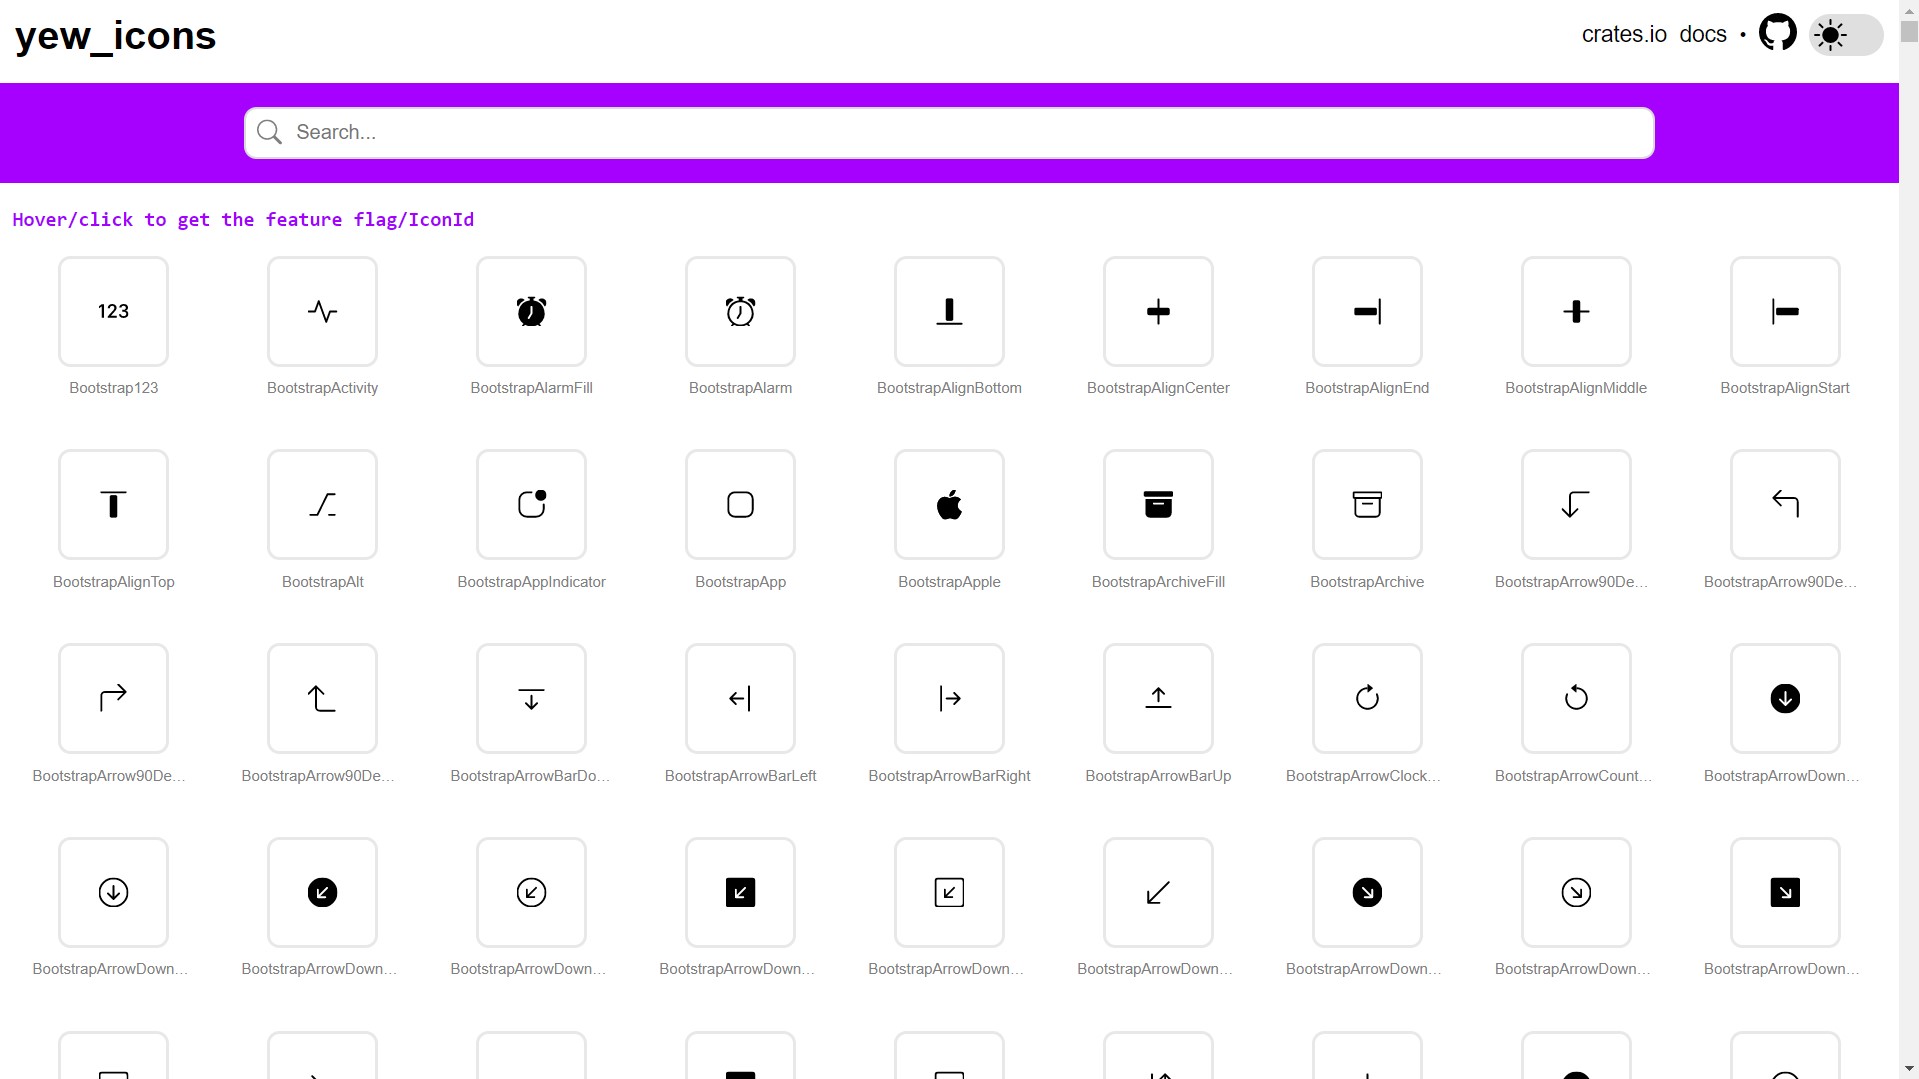 yew_icons
crates.io docs •
Search...
Hover/click to get the feature flag/IconId
123
Bootstrap123 BootstrapActivity BootstrapAlarmFill BootstrapAlarm BootstrapAlignBottom BootstrapAlignCenter BootstrapAlignEnd BootstrapAlignMiddle BootstrapAlignStart
BootstrapAlignTop BootstrapAlt BootstrapAppIndicator BootstrapApp BootstrapApple BootstrapArchiveFill BootstrapArchive BootstrapArrow90De... BootstrapArrow90De...
BootstrapArrow90De... BootstrapArrow90De... BootstrapArrowBarDo... BootstrapArrowBarLeft BootstrapArrowBarRight BootstrapArrowBarUp BootstrapArrowClock... BootstrapArrowCount... BootstrapArrowDown...
BootstrapArrowDown... BootstrapArrowDown... BootstrapArrowDown... BootstrapArrowDown... BootstrapArrowDown... BootstrapArrowDown... BootstrapArrowDown... BootstrapArrowDown... BootstrapArrowDown...